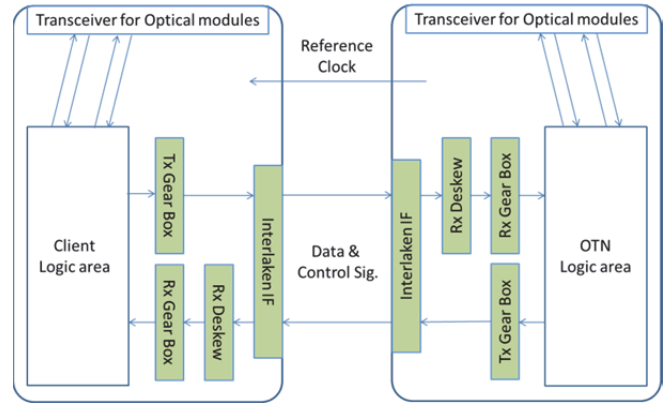 Transceiver for Optical modules
Transceiver for Optical modules
Reference
Clock
Client
Logic area
Tx Gear Box
Rx Gear Box
Rx Deskew
Interlaken IF
Data &
Control Sig.
Interlaken IF
Rx Deskew
Rx Gear Box
Tx Gear Box
OTN
Logic area